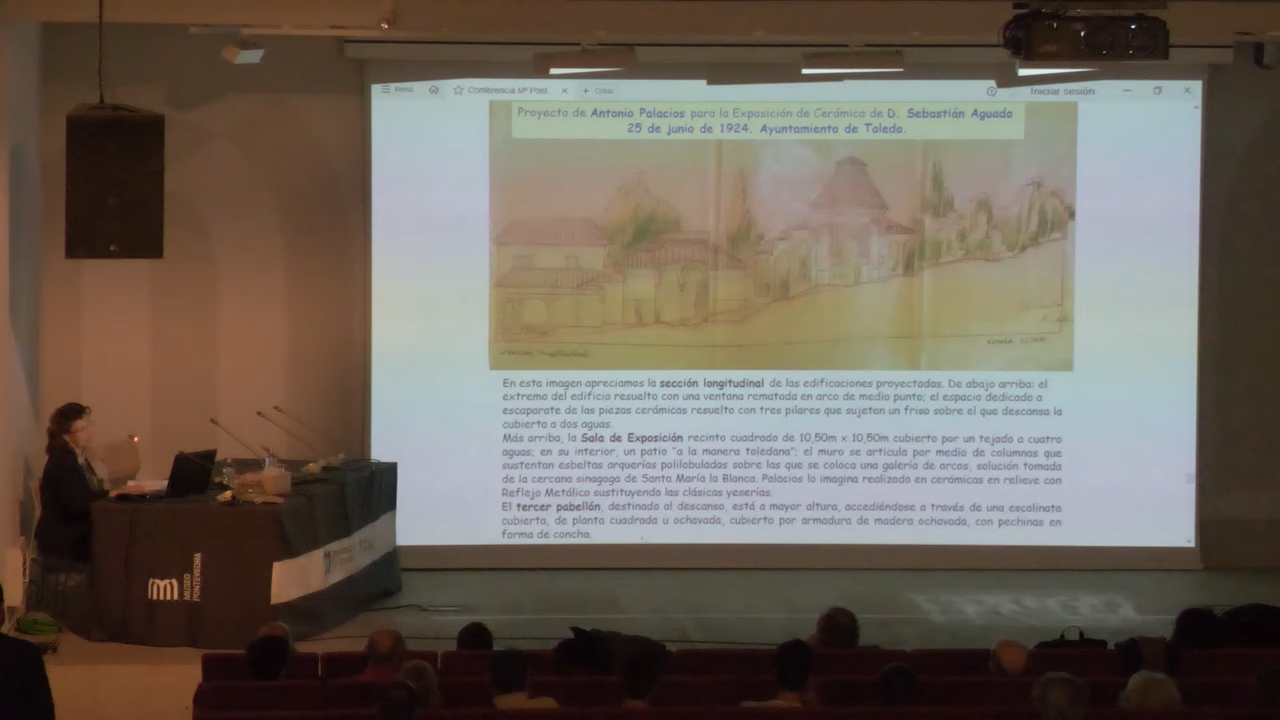 Menú
Conferencia Mª Pont.
+ Crear
Iniciar sesión
Proyecto de Antonio Palacios para la Exposición de Cerámica de D. Sebastián Aguado
25 de junio de 1924. Ayuntamiento de Toledo.
En esta imagen apreciamos la sección longitudinal de las edificaciones proyectadas. De abajo arriba: el
extremo del edificio resuelto con una ventana rematada en arco de medio punto; el espacio dedicado a
escaparate de las piezas cerámicas resuelto con tres pilares que sujetan un friso sobre el que descansa la
cubierta a dos aguas.
Más arriba, la Sala de Exposición recinto cuadrado de 10,50m x 10,50m cubierto por un tejado a cuatro
aguas; en su interior, un patio "a la manera toledana"; el muro se articula por medio de columnas que
sustentan esbeltas arquerías polilobuladas sobre las que se coloca una galería de arcos, solución tomada
de la cercana sinagoga de Santa María la Blanca. Palacios lo imagina realizado en cerámicas en relieve con
Reflejo Metálico sustituyendo las clásicas yeserías.
El tercer pabellón, destinado al descanso, está a mayor altura, accediéndose a través de una escalinata
cubierta, de planta cuadrada u ochavada, cubierto por armadura de madera ochavada, con pechinas en
forma de concha.
MUSEO
PONTEVEDRA